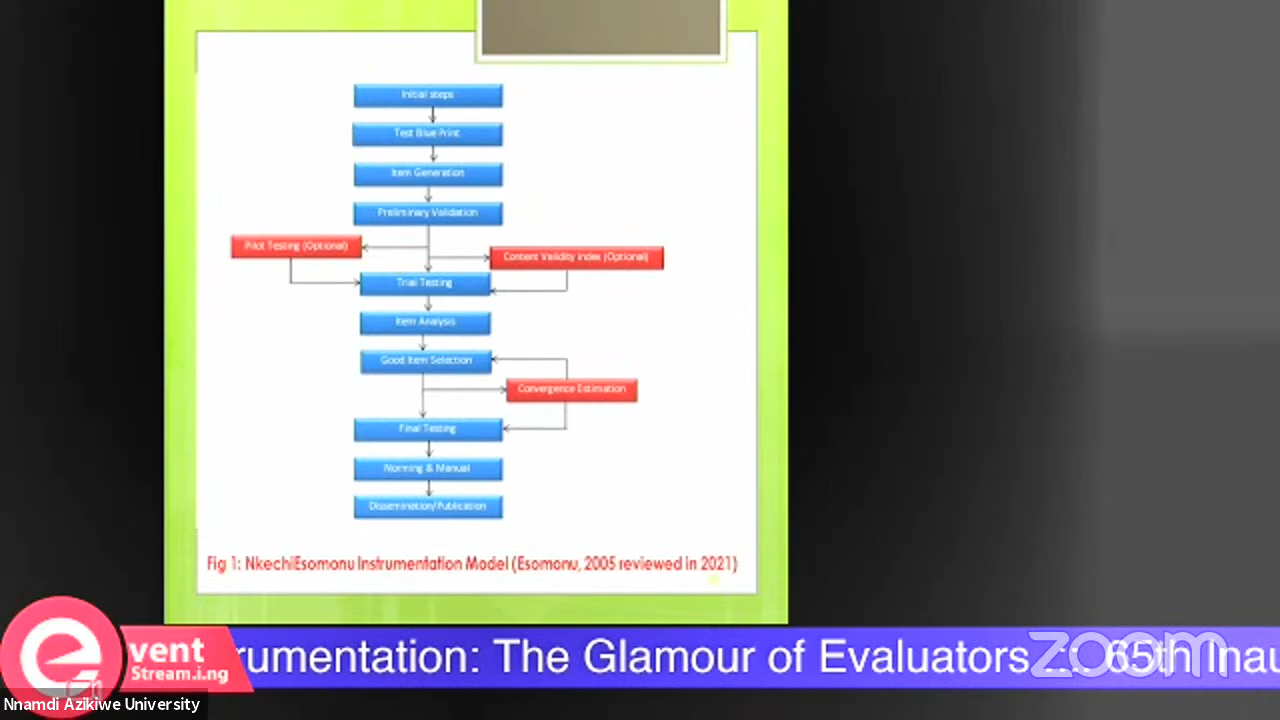 Initial steps
Test Blue Print
Item Generation
Preliminary Validation
Pilot Testing (Optional)
Content Validity Index (Optional)
Trial Testing
Item Analysis
Good Item Selection
Convergence Estimation
Final Testing
Norming & Manual
Dissemination/Publication
Fig 1: NkechiEsomonu Instrumentation Model (Esomonu, 2005 reviewed in 2021)
event
Stream.i.ng
rumentation: The Glamour of Evaluators .::. 65th Inau
zoom
Nnamdi Azikiwe University